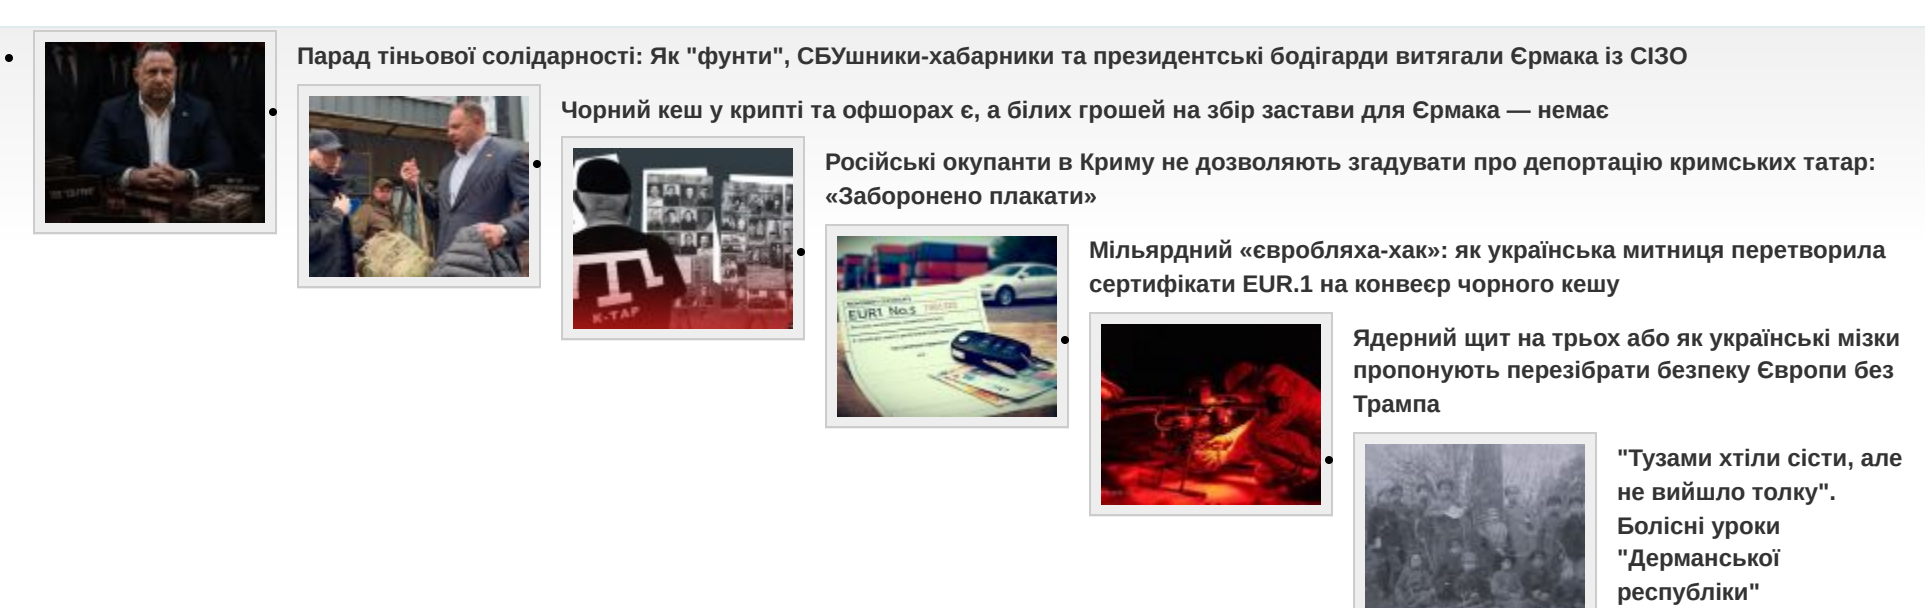 Парад тіньової солідарності: Як "фунти", СБУшники-хабарники та президентські бодігарди витягали Єрмака із СІЗО
Чорний кеш у крипті та офшорах є, а білих грошей на збір застави для Єрмака — немає
Російські окупанти в Криму не дозволяють згадувати про депортацію кримських татар:
«Заборонено плакати»
К-ТАР
Мільярдний «євробляха-хак»: як українська митниця перетворила
сертифікати EUR.1 на конвеєр чорного кешу
EUR1 No.s
Ядерний щит на трьох або як українські мізки
пропонують перезібрати безпеку Європи без
Трампа
"Тузами хтіли сісти, але
не вийшло толку".
Болісні уроки
"Дерманської
республіки"